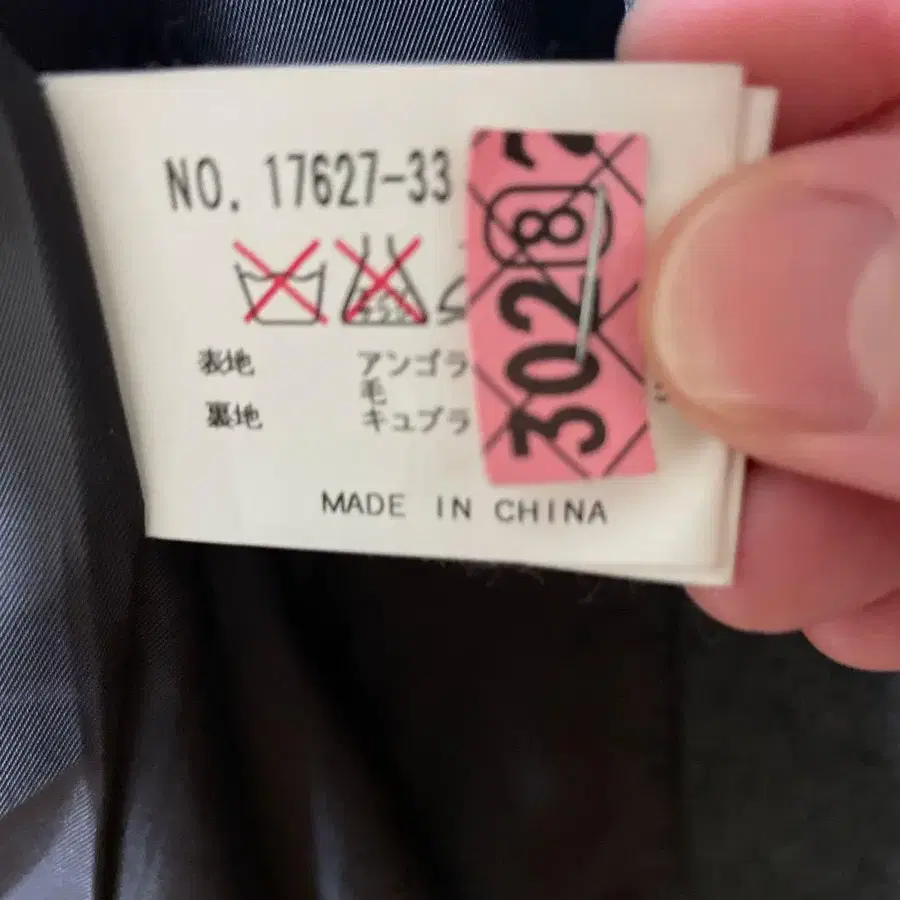 NO. 17627-33
表地 アンゴラ
毛
裏地 キュプラ
MADE IN CHINA
3028